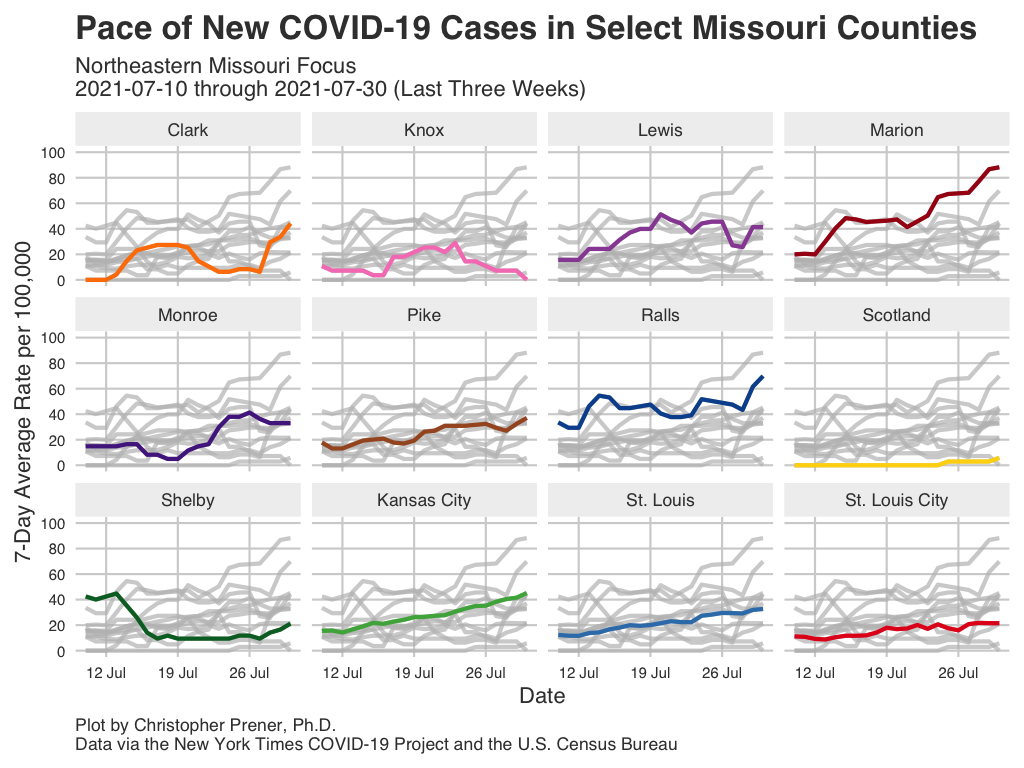 Pace of New COVID-19 Cases in Select Missouri Counties
Northeastern Missouri Focus
2021-07-10 through 2021-07-30 (Last Three Weeks)
Clark Knox Lewis Marion
100
80
60
40
20
0
Monroe Pike Ralls Scotland
100
80
60
40
20
0
Shelby Kansas City St. Louis St. Louis City
100
80
60
40
20
0
12 Jul 19 Jul 26 Jul 12 Jul 19 Jul 26 Jul 12 Jul 19 Jul 26 Jul 12 Jul 19 Jul 26 Jul
7-Day Average Rate per 100,000
Date
Plot by Christopher Prener, Ph.D.
Data via the New York Times COVID-19 Project and the U.S. Census Bureau